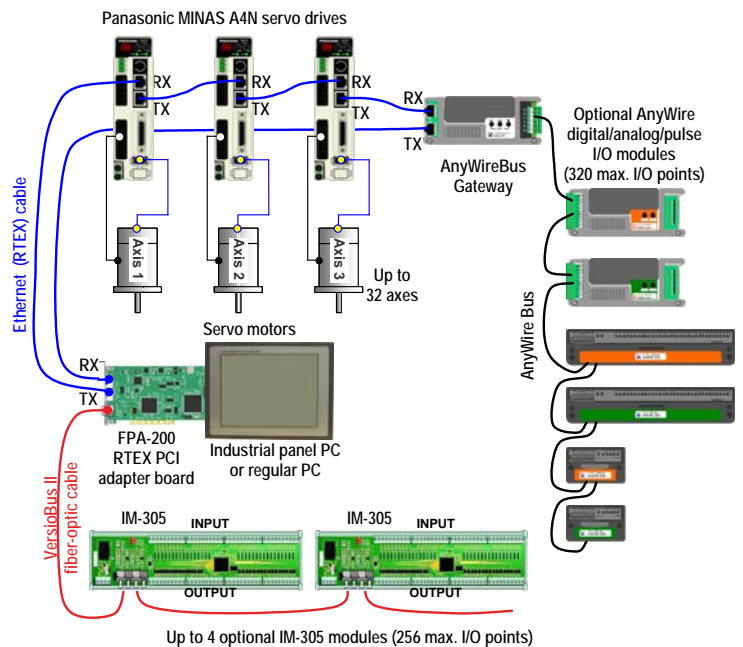 Panasonic MINAS A4N servo drives
RX
TX
RX
TX
RX
TX
RX
TX
AnyWireBus
Gateway
Optional AnyWire
digital/analog/pulse
I/O modules
(320 max. I/O points)
Ethernet (RTEX) cable
Axis 1
Axis 2
Axis 3
Up to
32 axes
AnyWire Bus
Servo motors
RX
TX
FPA-200
RTEX PCI
adapter board
Industrial panel PC
or regular PC
VersioBus II
fiber-optic cable
IM-305
INPUT
OUTPUT
IM-305
INPUT
OUTPUT
Up to 4 optional IM-305 modules (256 max. I/O points)